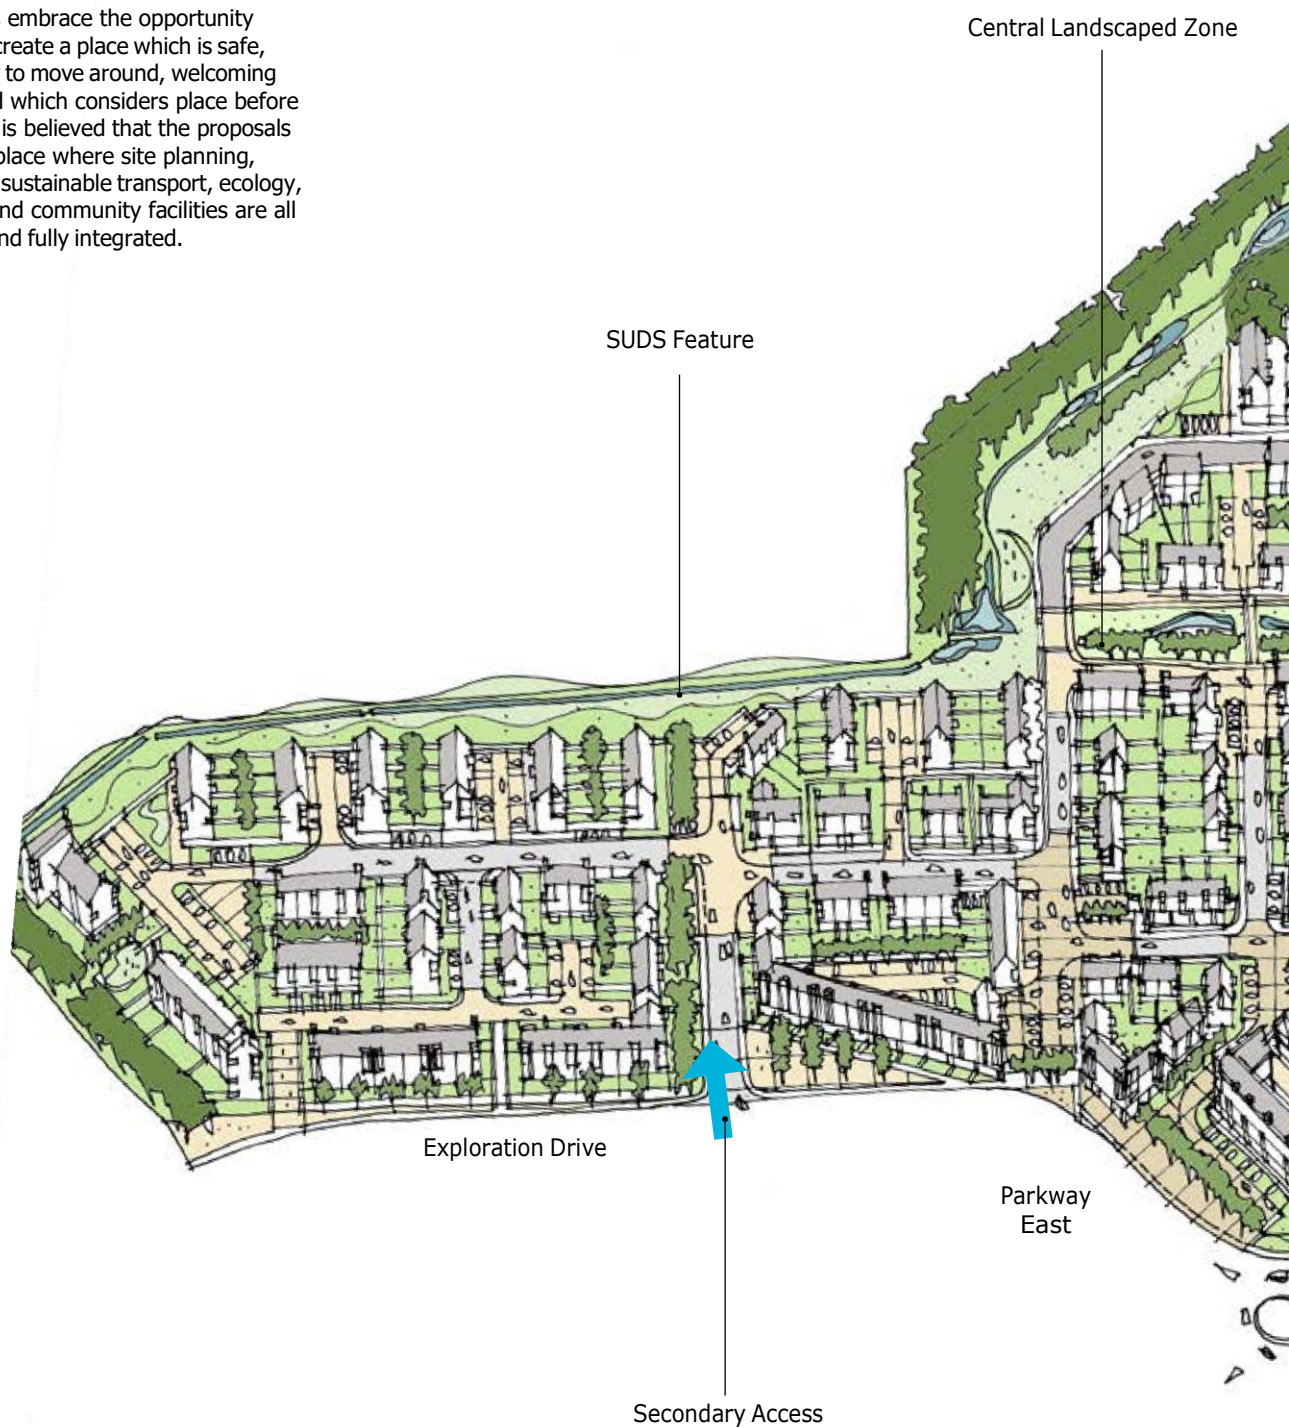 embrace the opportunity
create a place which is safe,
to move around, welcoming
which considers place before
is believed that the proposals
place where site planning,
sustainable transport, ecology,
and community facilities are all
and fully integrated.
Central Landscaped Zone
SUDS Feature
Exploration Drive
Parkway
East
Secondary Access